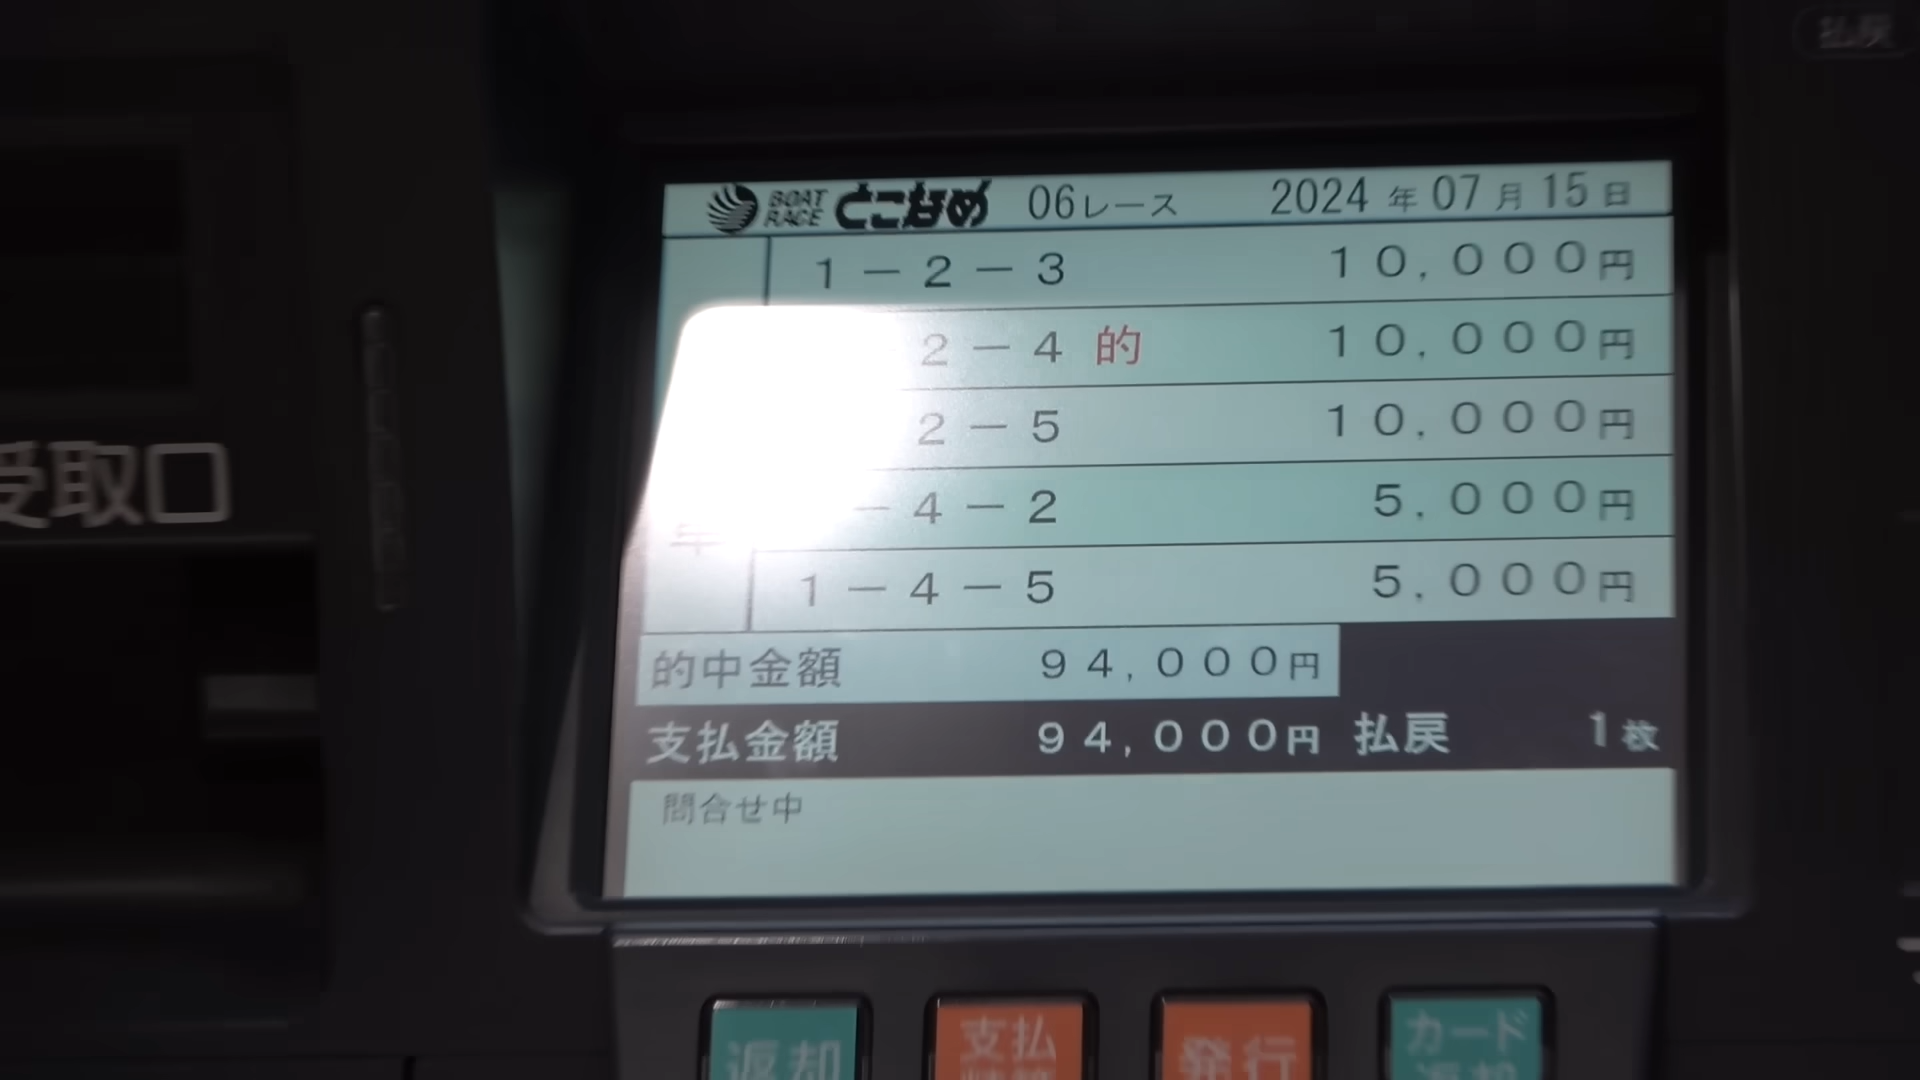 払戻
BOAT RACE とこなめ 06レース 2024年07月15日
1-2-3 10,000円
2-4 的 10,000円
2-5 10,000円
-4-2 5,000円
単
1-4-5 5,000円
的中金額 94,000円
支払金額 94,000円 払戻 1枚
問合せ中
受取口
返却 支払 発行 カード